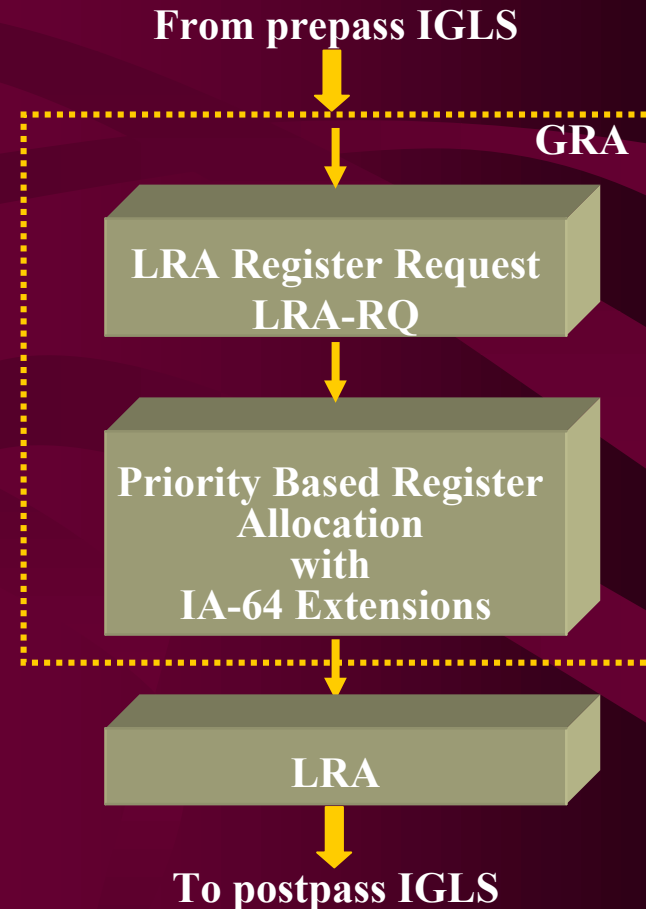 From prepass IGLS
GRA
LRA Register Request
LRA-RQ
Priority Based Register
Allocation
with
IA-64 Extensions
LRA
To postpass IGLS